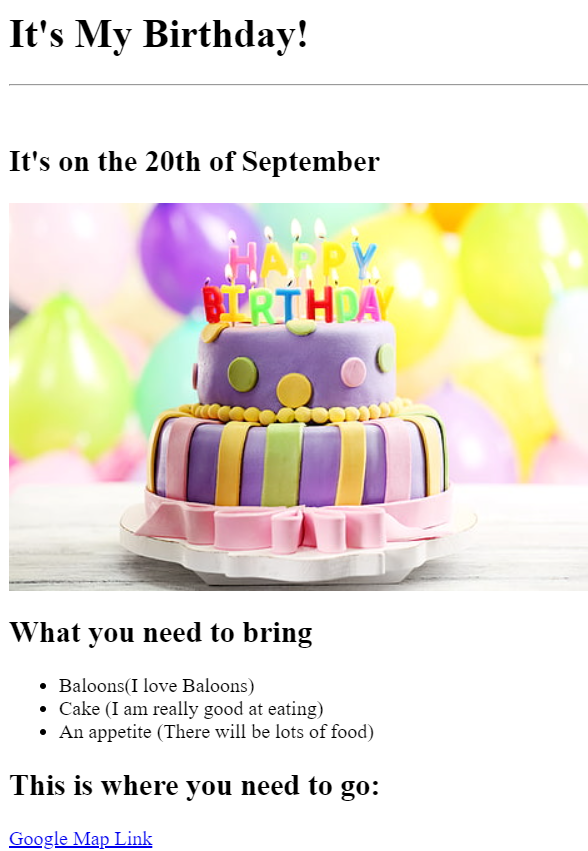 It's My Birthday!
It's on the 20th of September
HAPPY
BIRTHDAY
What you need to bring
Baloons(I love Baloons)
Cake (I am really good at eating)
An appetite (There will be lots of food)
This is where you need to go:
Google Map Link